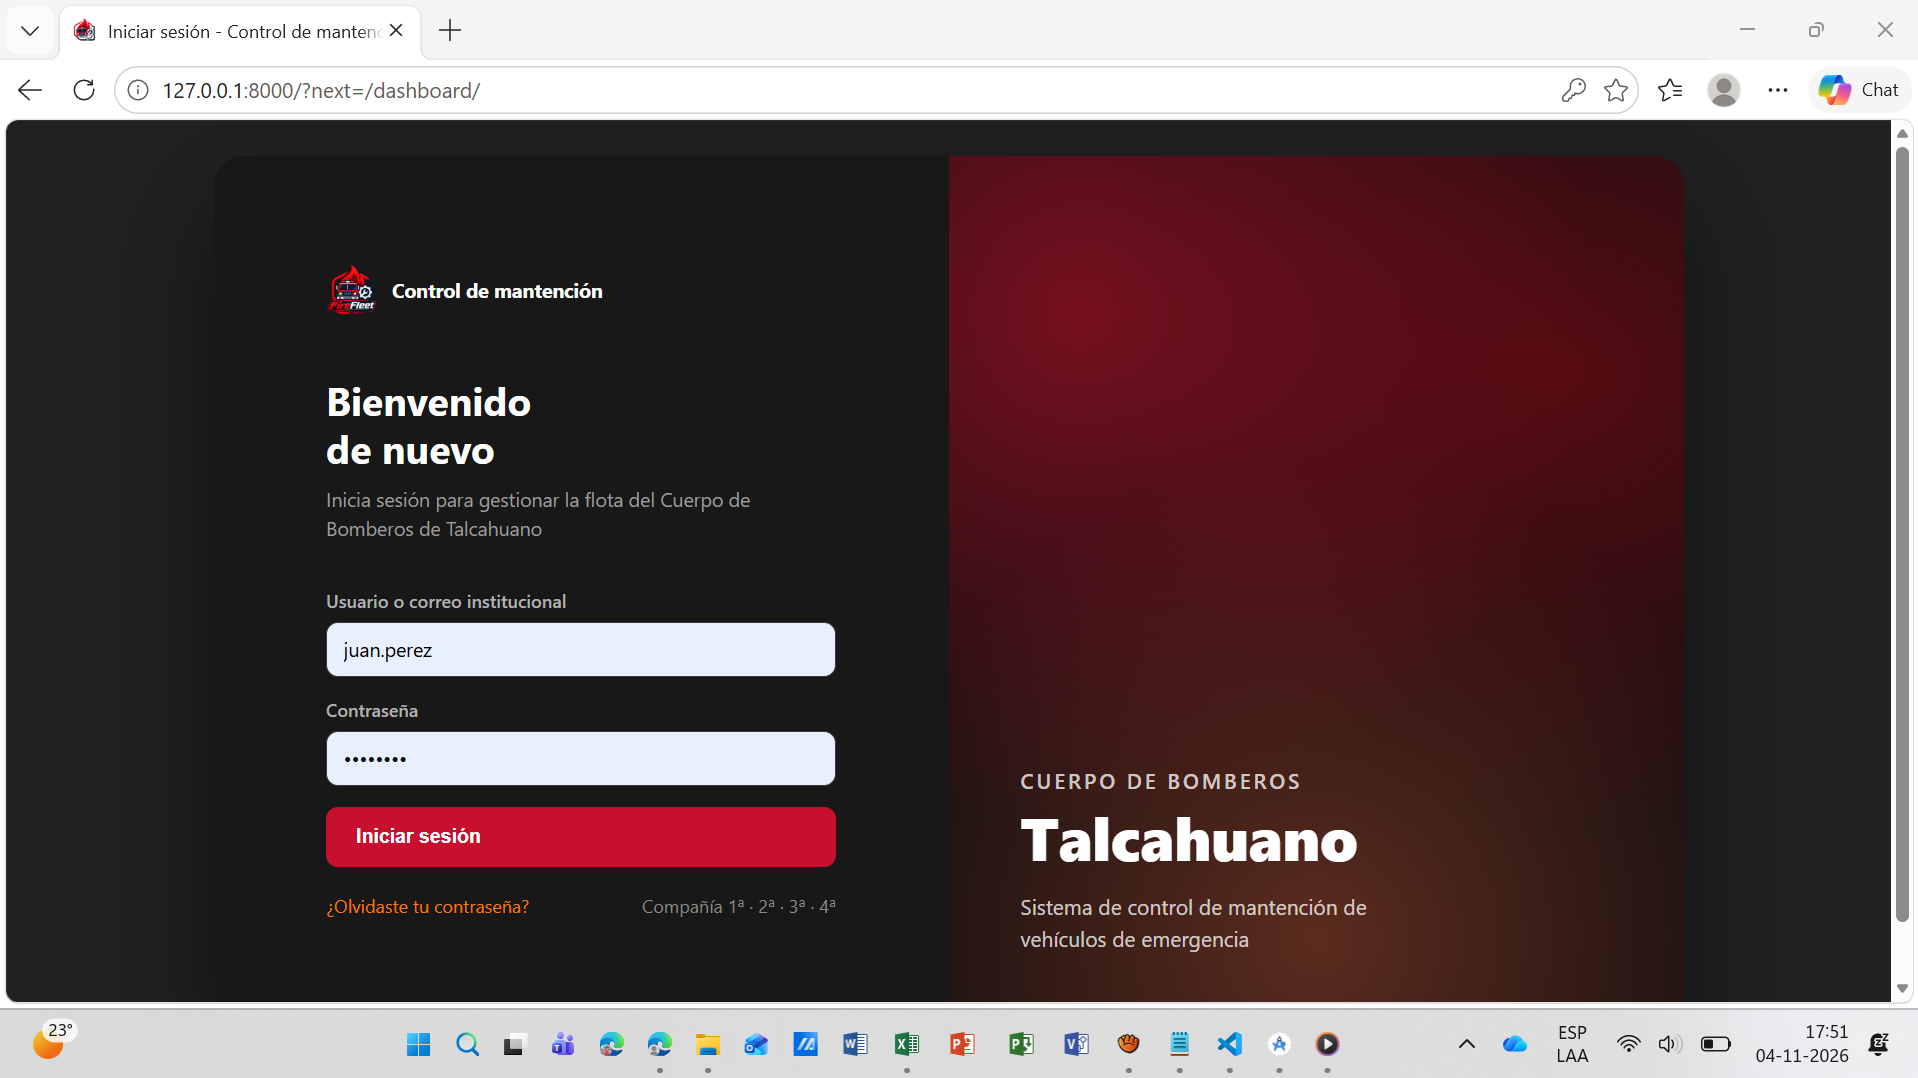 Iniciar sesión - Control de manten
127.0.0.1:8000/?next=/dashboard/
Chat
FireFleet
Control de mantención
Bienvenido
de nuevo
Inicia sesión para gestionar la flota del Cuerpo de
Bomberos de Talcahuano
Usuario o correo institucional
juan.perez
Contraseña
••••••••
Iniciar sesión
¿Olvidaste tu contraseña?
Compañía 1ª · 2ª · 3ª · 4ª
CUERPO DE BOMBEROS
Talcahuano
Sistema de control de mantención de
vehículos de emergencia
23°
ESP
LAA
17:51
04-11-2026